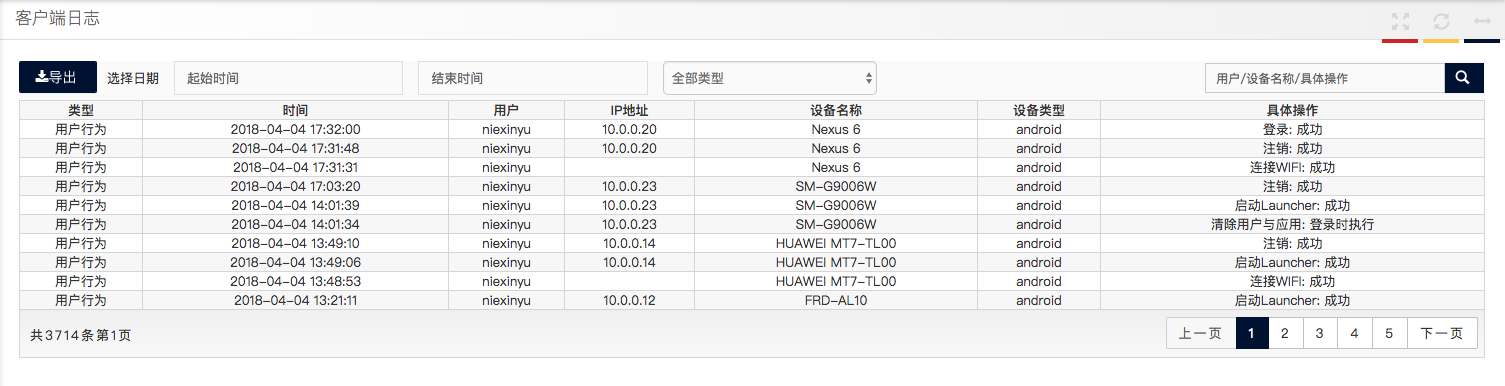 客户端日志
导出 选择日期 起始时间 结束时间 全部类型 用户/设备名称/具体操作
类型 时间 用户 IP地址 设备名称 设备类型 具体操作
用户行为 2018-04-04 17:32:00 niexinyu 10.0.0.20 Nexus 6 android 登录: 成功
用户行为 2018-04-04 17:31:48 niexinyu 10.0.0.20 Nexus 6 android 注销: 成功
用户行为 2018-04-04 17:31:31 niexinyu Nexus 6 android 连接WIFI: 成功
用户行为 2018-04-04 17:03:20 niexinyu 10.0.0.23 SM-G9006W android 注销: 成功
用户行为 2018-04-04 14:01:39 niexinyu 10.0.0.23 SM-G9006W android 启动Launcher: 成功
用户行为 2018-04-04 14:01:34 niexinyu 10.0.0.23 SM-G9006W android 清除用户与应用: 登录时执行
用户行为 2018-04-04 13:49:10 niexinyu 10.0.0.14 HUAWEI MT7-TL00 android 注销: 成功
用户行为 2018-04-04 13:49:06 niexinyu 10.0.0.14 HUAWEI MT7-TL00 android 启动Launcher: 成功
用户行为 2018-04-04 13:48:53 niexinyu HUAWEI MT7-TL00 android 连接WIFI: 成功
用户行为 2018-04-04 13:21:11 niexinyu 10.0.0.12 FRD-AL10 android 启动Launcher: 成功
共3714条第1页 上一页 1 2 3 4 5 下一页